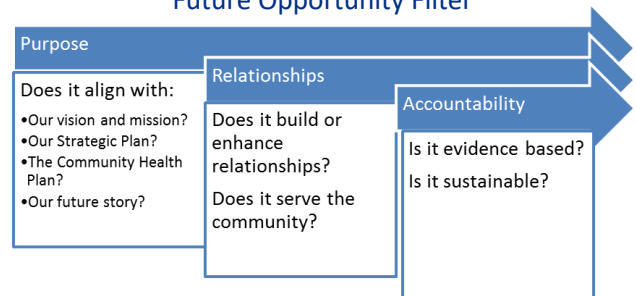 Future Opportunity Filter
Purpose
Does it align with:
•Our vision and mission?
•Our Strategic Plan?
•The Community Health
Plan?
•Our future story?
Relationships
Does it build or
enhance
relationships?
Does it serve the
community?
Accountability
Is it evidence based?
Is it sustainable?